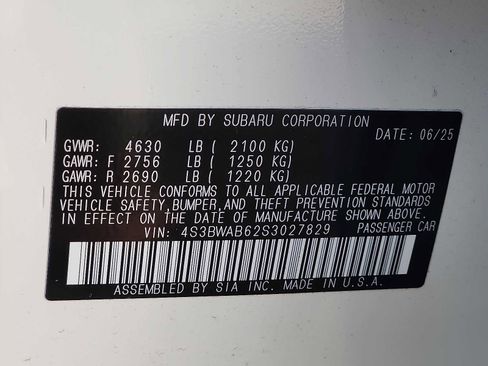 MFD BY SUBARU CORPORATION
DATE: 06/25
GVWR: 4630 LB ( 2100 KG)
GAWR: F 2756 LB ( 1250 KG)
GAWR: R 2690 LB ( 1220 KG)
THIS VEHICLE CONFORMS TO ALL APPLICABLE FEDERAL MOTOR
VEHICLE SAFETY,BUMPER,AND THEFT PREVENTION STANDARDS
IN EFFECT ON THE DATE OF MANUFACTURE SHOWN ABOVE.
VIN: 4S3BWAB62S3027829 PASSENGER CAR
ASSEMBLED BY SIA INC. MADE IN U.S.A.